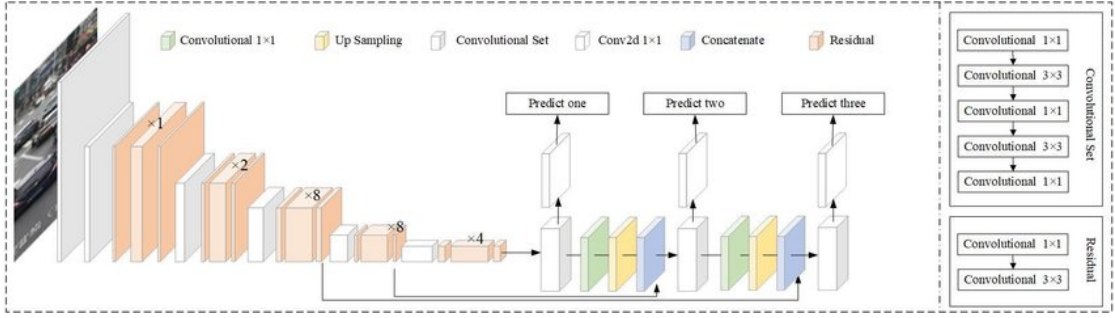 Convolutional 1×1
Up Sampling
Convolutional Set
Conv2d 1×1
Concatenate
Residual
×1
×2
×8
×8
×4
Predict one
Predict two
Predict three
Convolutional 1×1
Convolutional 3×3
Convolutional 1×1
Convolutional 3×3
Convolutional 1×1
Convolutional Set
Convolutional 1×1
Convolutional 3×3
Residual